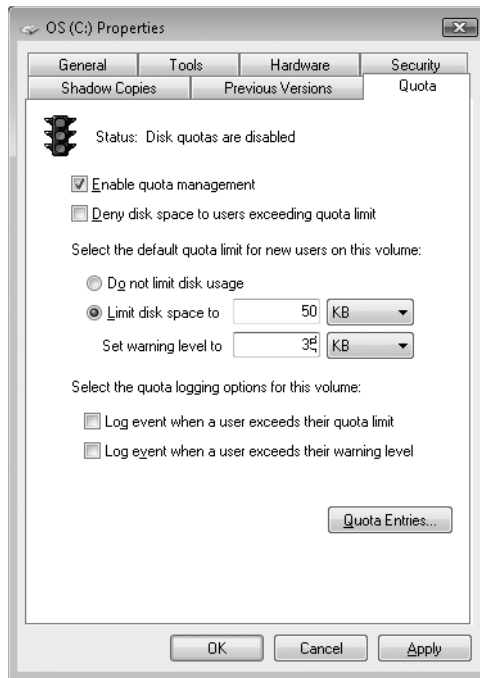 OS (C:) Properties
General Tools Hardware Security
Shadow Copies Previous Versions Quota
Status: Disk quotas are disabled
Enable quota management
Deny disk space to users exceeding quota limit
Select the default quota limit for new users on this volume:
Do not limit disk usage
Limit disk space to 50 KB
Set warning level to 35 KB
Select the quota logging options for this volume:
Log event when a user exceeds their quota limit
Log event when a user exceeds their warning level
Quota Entries...
OK Cancel Apply